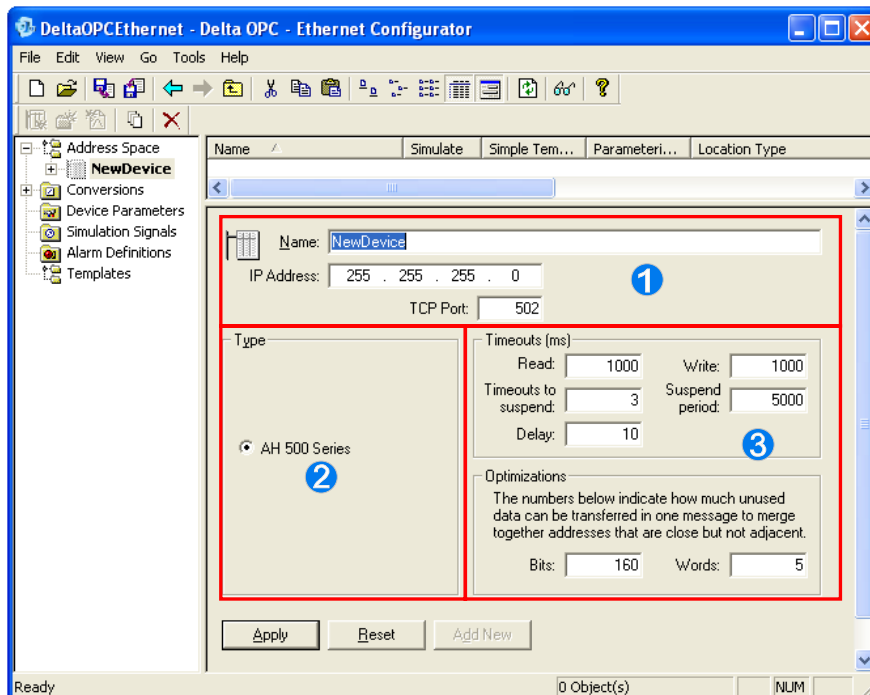 DeltaOPCEthernet - Delta OPC - Ethernet Configurator
File Edit View Go Tools Help
Address Space
NewDevice
Conversions
Device Parameters
Simulation Signals
Alarm Definitions
Templates
Name Simulate Simple Tem... Parameteri... Location Type
Name: NewDevice
IP Address: 255 . 255 . 255 . 0
TCP Port: 502
1
Type
AH 500 Series
2
Timeouts (ms)
Read: 1000 Write: 1000
Timeouts to suspend: 3 Suspend period: 5000
Delay: 10
3
Optimizations
The numbers below indicate how much unused
data can be transferred in one message to merge
together addresses that are close but not adjacent.
Bits: 160 Words: 5
Apply Reset Add New
Ready 0 Object(s) NUM